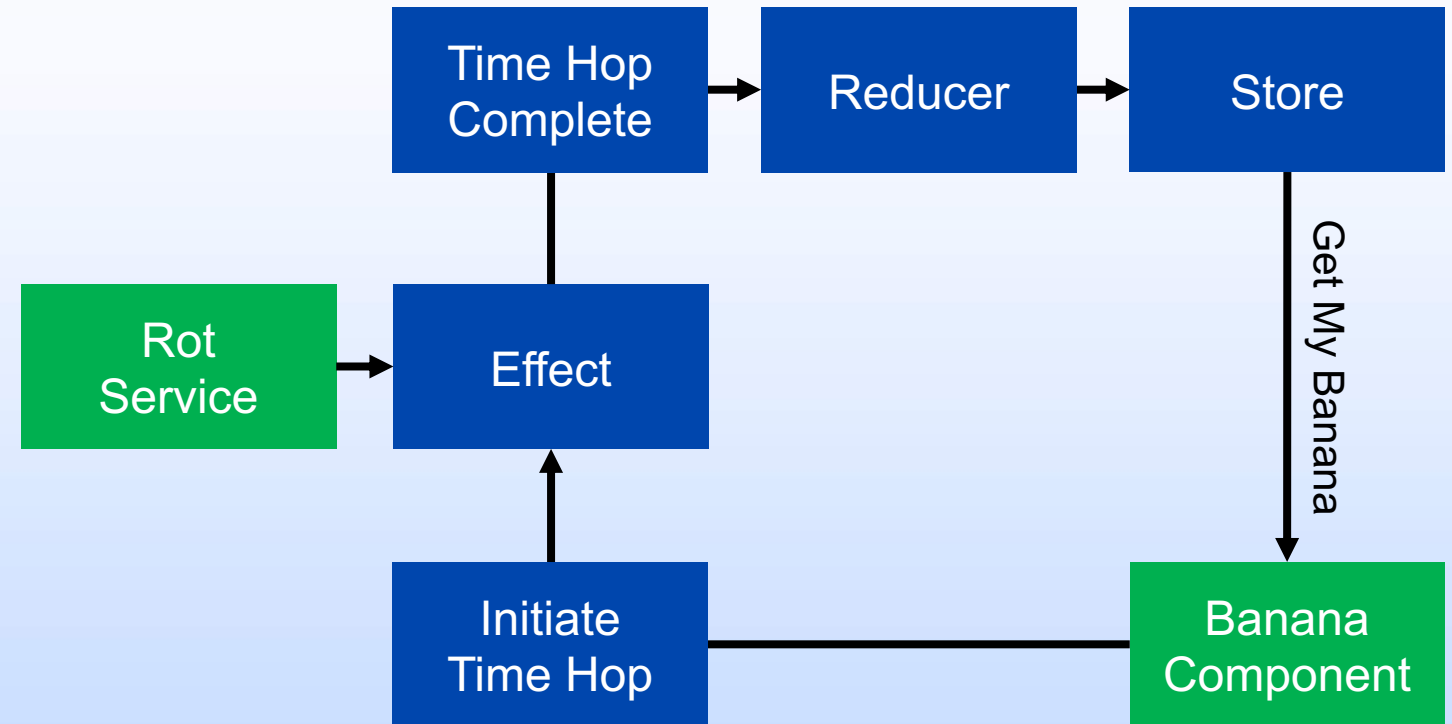 Time Hop
Complete
Reducer
Store
Get My Banana
Rot
Service
Effect
Initiate
Time Hop
Banana
Component